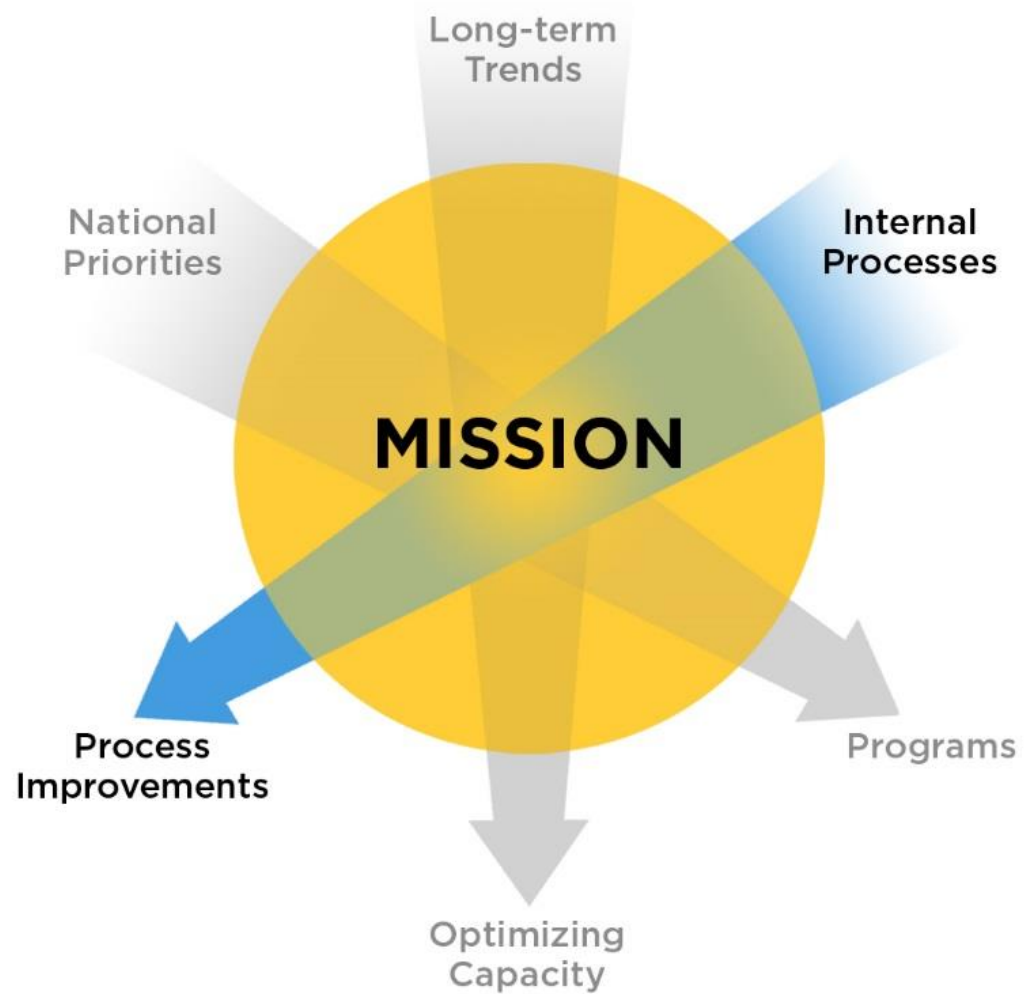 Long-term
Trends
National
Priorities
Internal
Processes
MISSION
Process
Improvements
Programs
Optimizing
Capacity